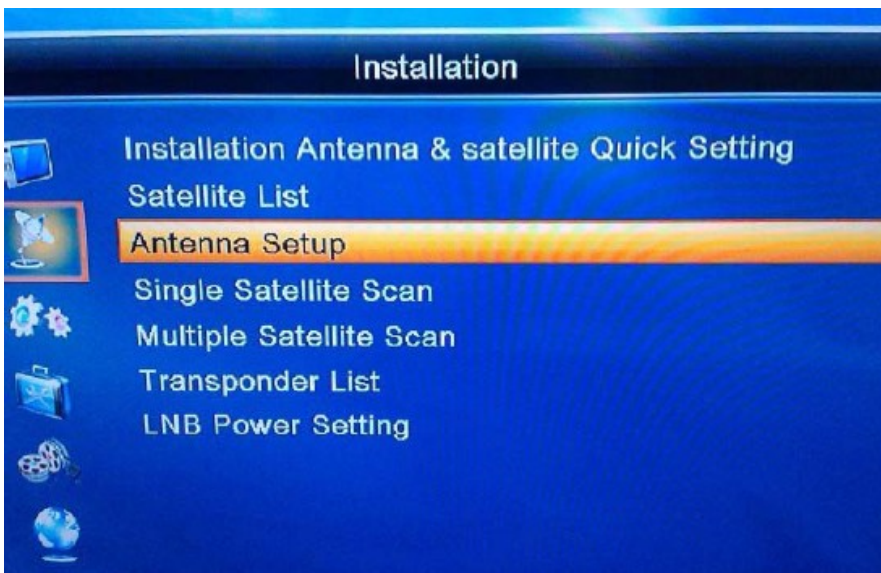 Installation
Installation Antenna & satellite Quick Setting
Satellite List
Antenna Setup
Single Satellite Scan
Multiple Satellite Scan
Transponder List
LNB Power Setting